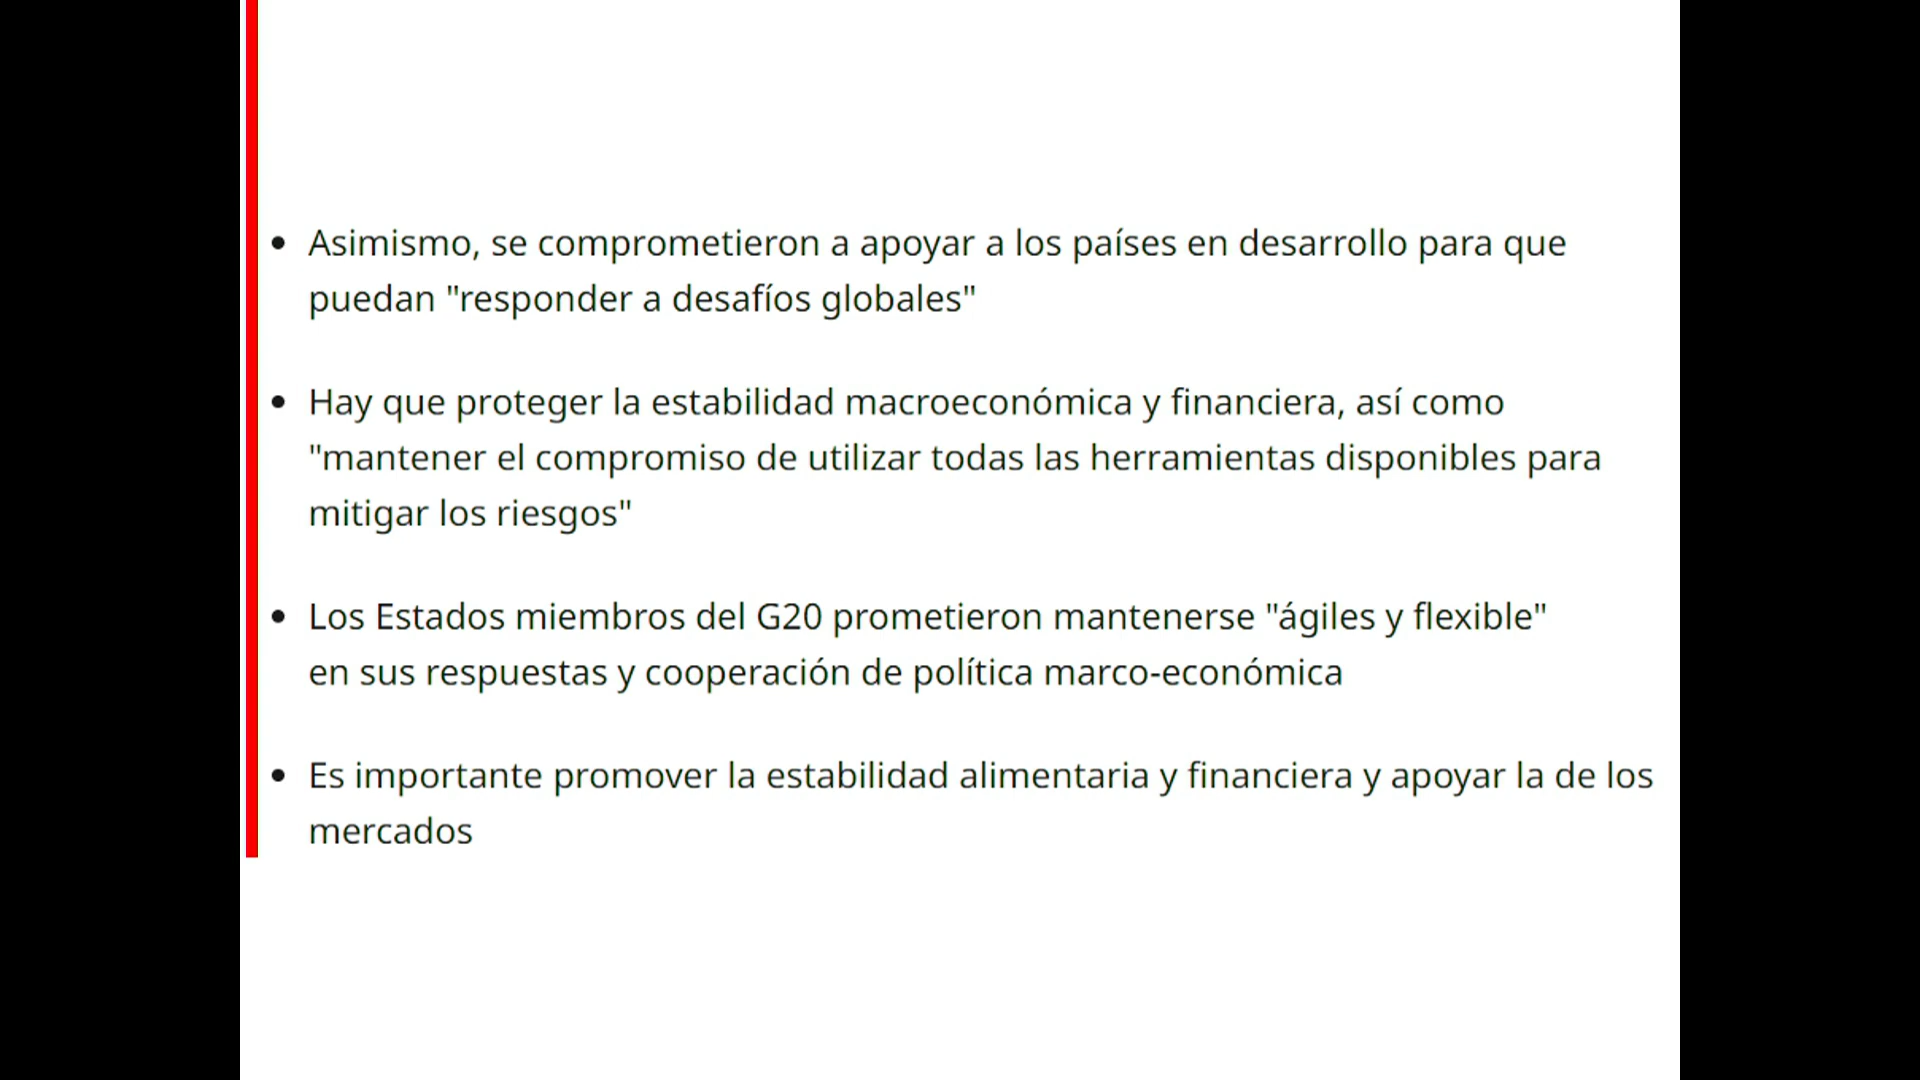 • Asimismo, se comprometieron a apoyar a los países en desarrollo para que
puedan "responder a desafíos globales"
• Hay que proteger la estabilidad macroeconómica y financiera, así como
"mantener el compromiso de utilizar todas las herramientas disponibles para
mitigar los riesgos"
• Los Estados miembros del G20 prometieron mantenerse "ágiles y flexible"
en sus respuestas y cooperación de política marco-económica
• Es importante promover la estabilidad alimentaria y financiera y apoyar la de los
mercados